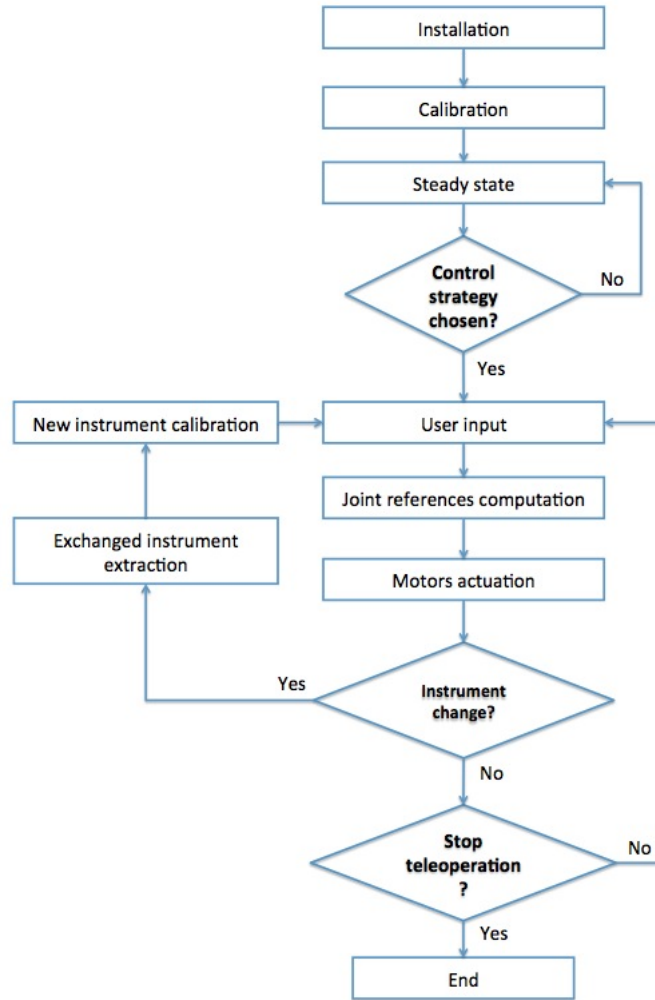 Installation
Calibration
Steady state
Control
strategy
chosen?
No
Yes
New instrument calibration
User input
Joint references computation
Exchanged instrument
extraction
Motors actuation
Yes
Instrument
change?
No
Stop
teleoperation
?
No
Yes
End